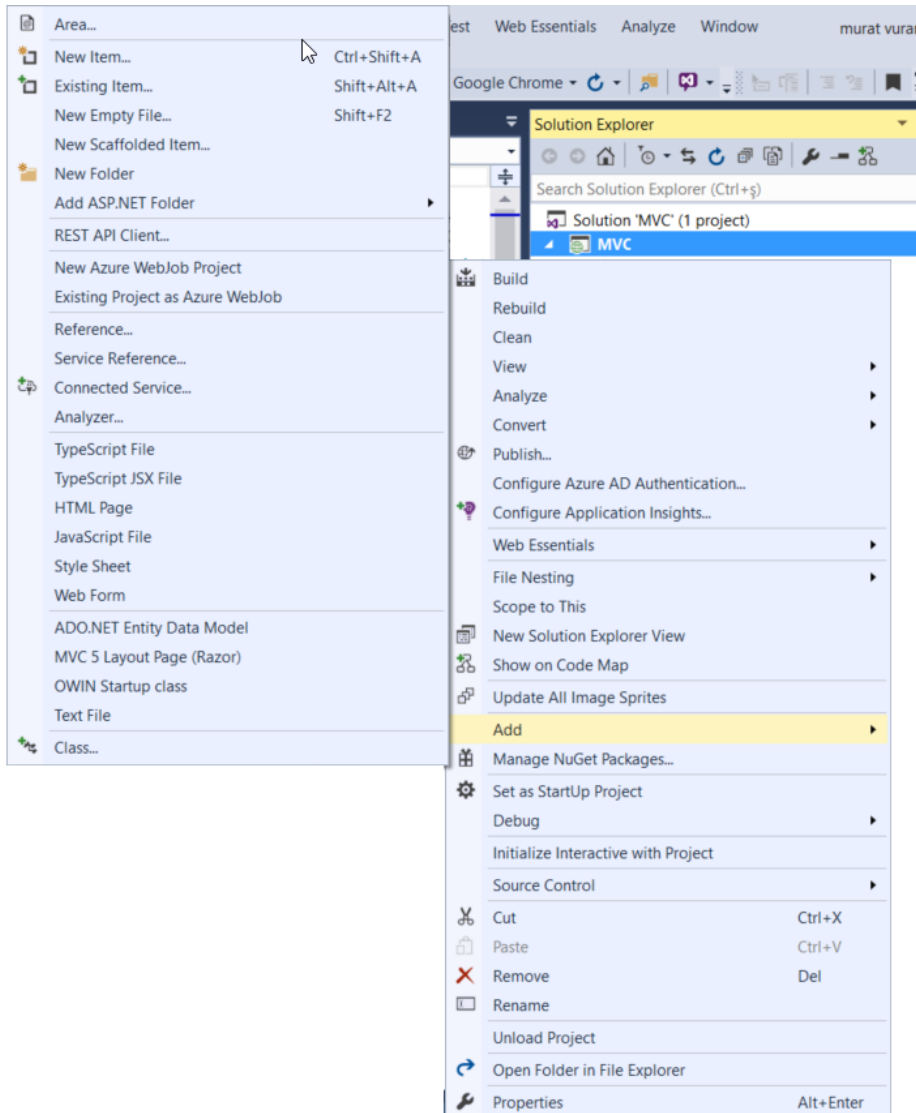 Area...
New Item... Ctrl+Shift+A
Existing Item... Shift+Alt+A
New Empty File... Shift+F2
New Scaffolded Item...
New Folder
Add ASP.NET Folder
REST API Client...
New Azure WebJob Project
Existing Project as Azure WebJob
Reference...
Service Reference...
Connected Service...
Analyzer...
TypeScript File
TypeScript JSX File
HTML Page
JavaScript File
Style Sheet
Web Form
ADO.NET Entity Data Model
MVC 5 Layout Page (Razor)
OWIN Startup class
Text File
Class...
est Web Essentials Analyze Window murat vura
Google Chrome
Solution Explorer
Search Solution Explorer (Ctrl+ş)
Solution 'MVC' (1 project)
MVC
Build
Rebuild
Clean
View
Analyze
Convert
Publish...
Configure Azure AD Authentication...
Configure Application Insights...
Web Essentials
File Nesting
Scope to This
New Solution Explorer View
Show on Code Map
Update All Image Sprites
Add
Manage NuGet Packages...
Set as StartUp Project
Debug
Initialize Interactive with Project
Source Control
Cut Ctrl+X
Paste Ctrl+V
Remove Del
Rename
Unload Project
Open Folder in File Explorer
Properties Alt+Enter